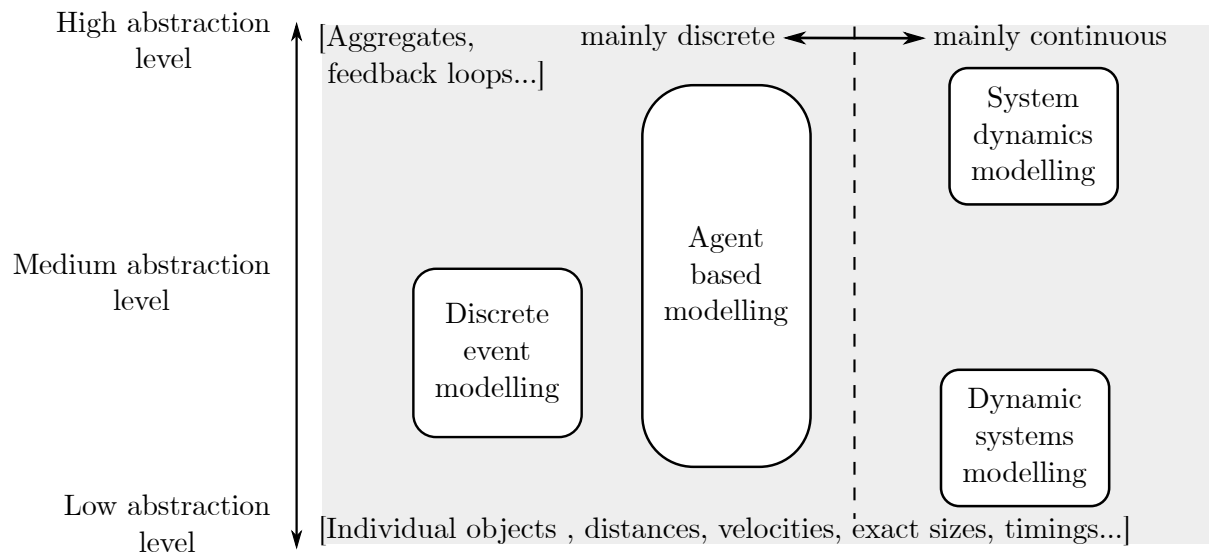 High abstraction
level
[Aggregates,
feedback loops...]
mainly discrete
mainly continuous
System
dynamics
modelling
Agent
based
modelling
Medium abstraction
level
Discrete
event
modelling
Dynamic
systems
modelling
Low abstraction
level
[Individual objects , distances, velocities, exact sizes, timings...]